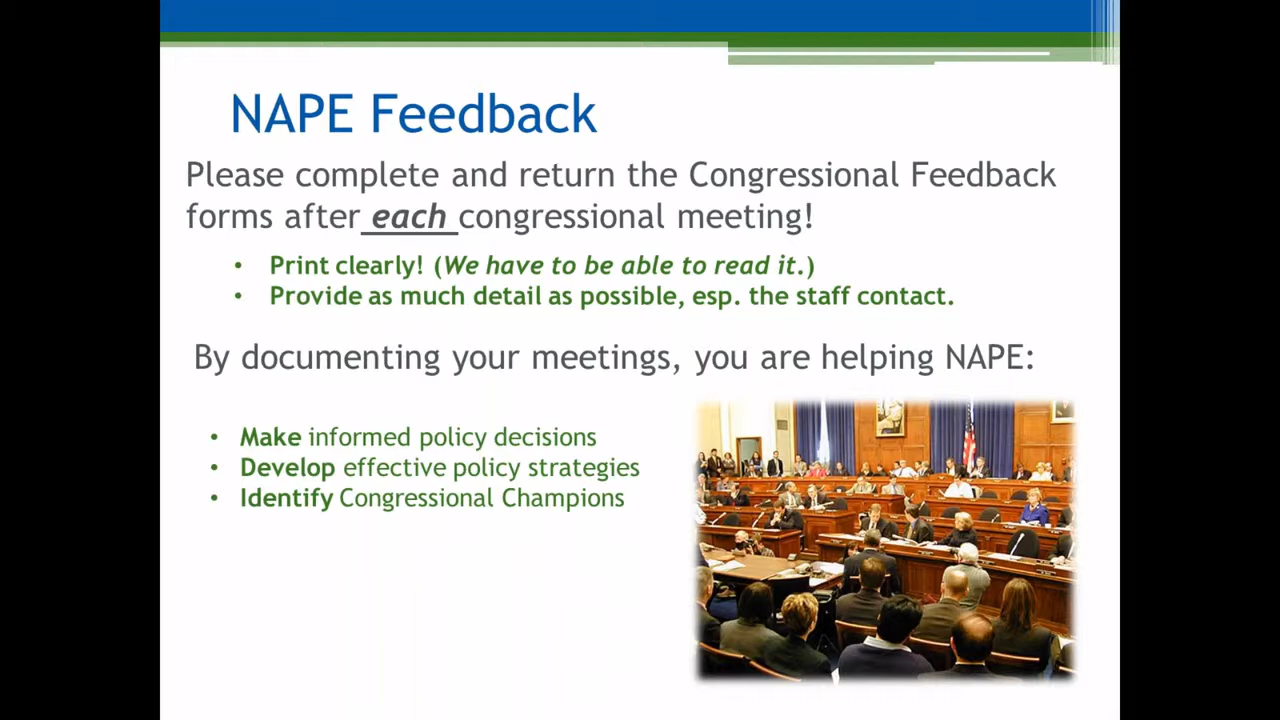 NAPE Feedback
Please complete and return the Congressional Feedback
forms after each congressional meeting!
• Print clearly! (We have to be able to read it.)
• Provide as much detail as possible, esp. the staff contact.
By documenting your meetings, you are helping NAPE:
• Make informed policy decisions
• Develop effective policy strategies
• Identify Congressional Champions